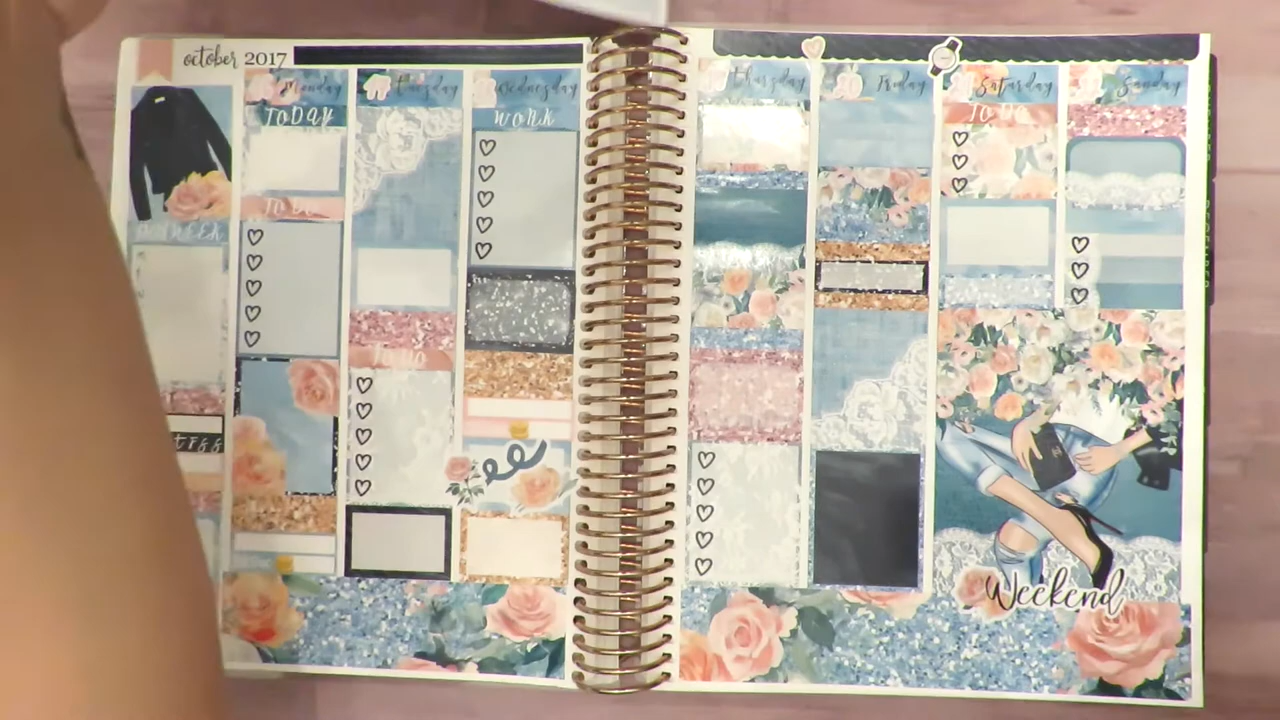 october 2017
Monday
Tuesday
Wednesday
Thursday
Friday
Saturday
Sunday
TODAY
WORK
TO DO
TO DO
TO DO
Weekend